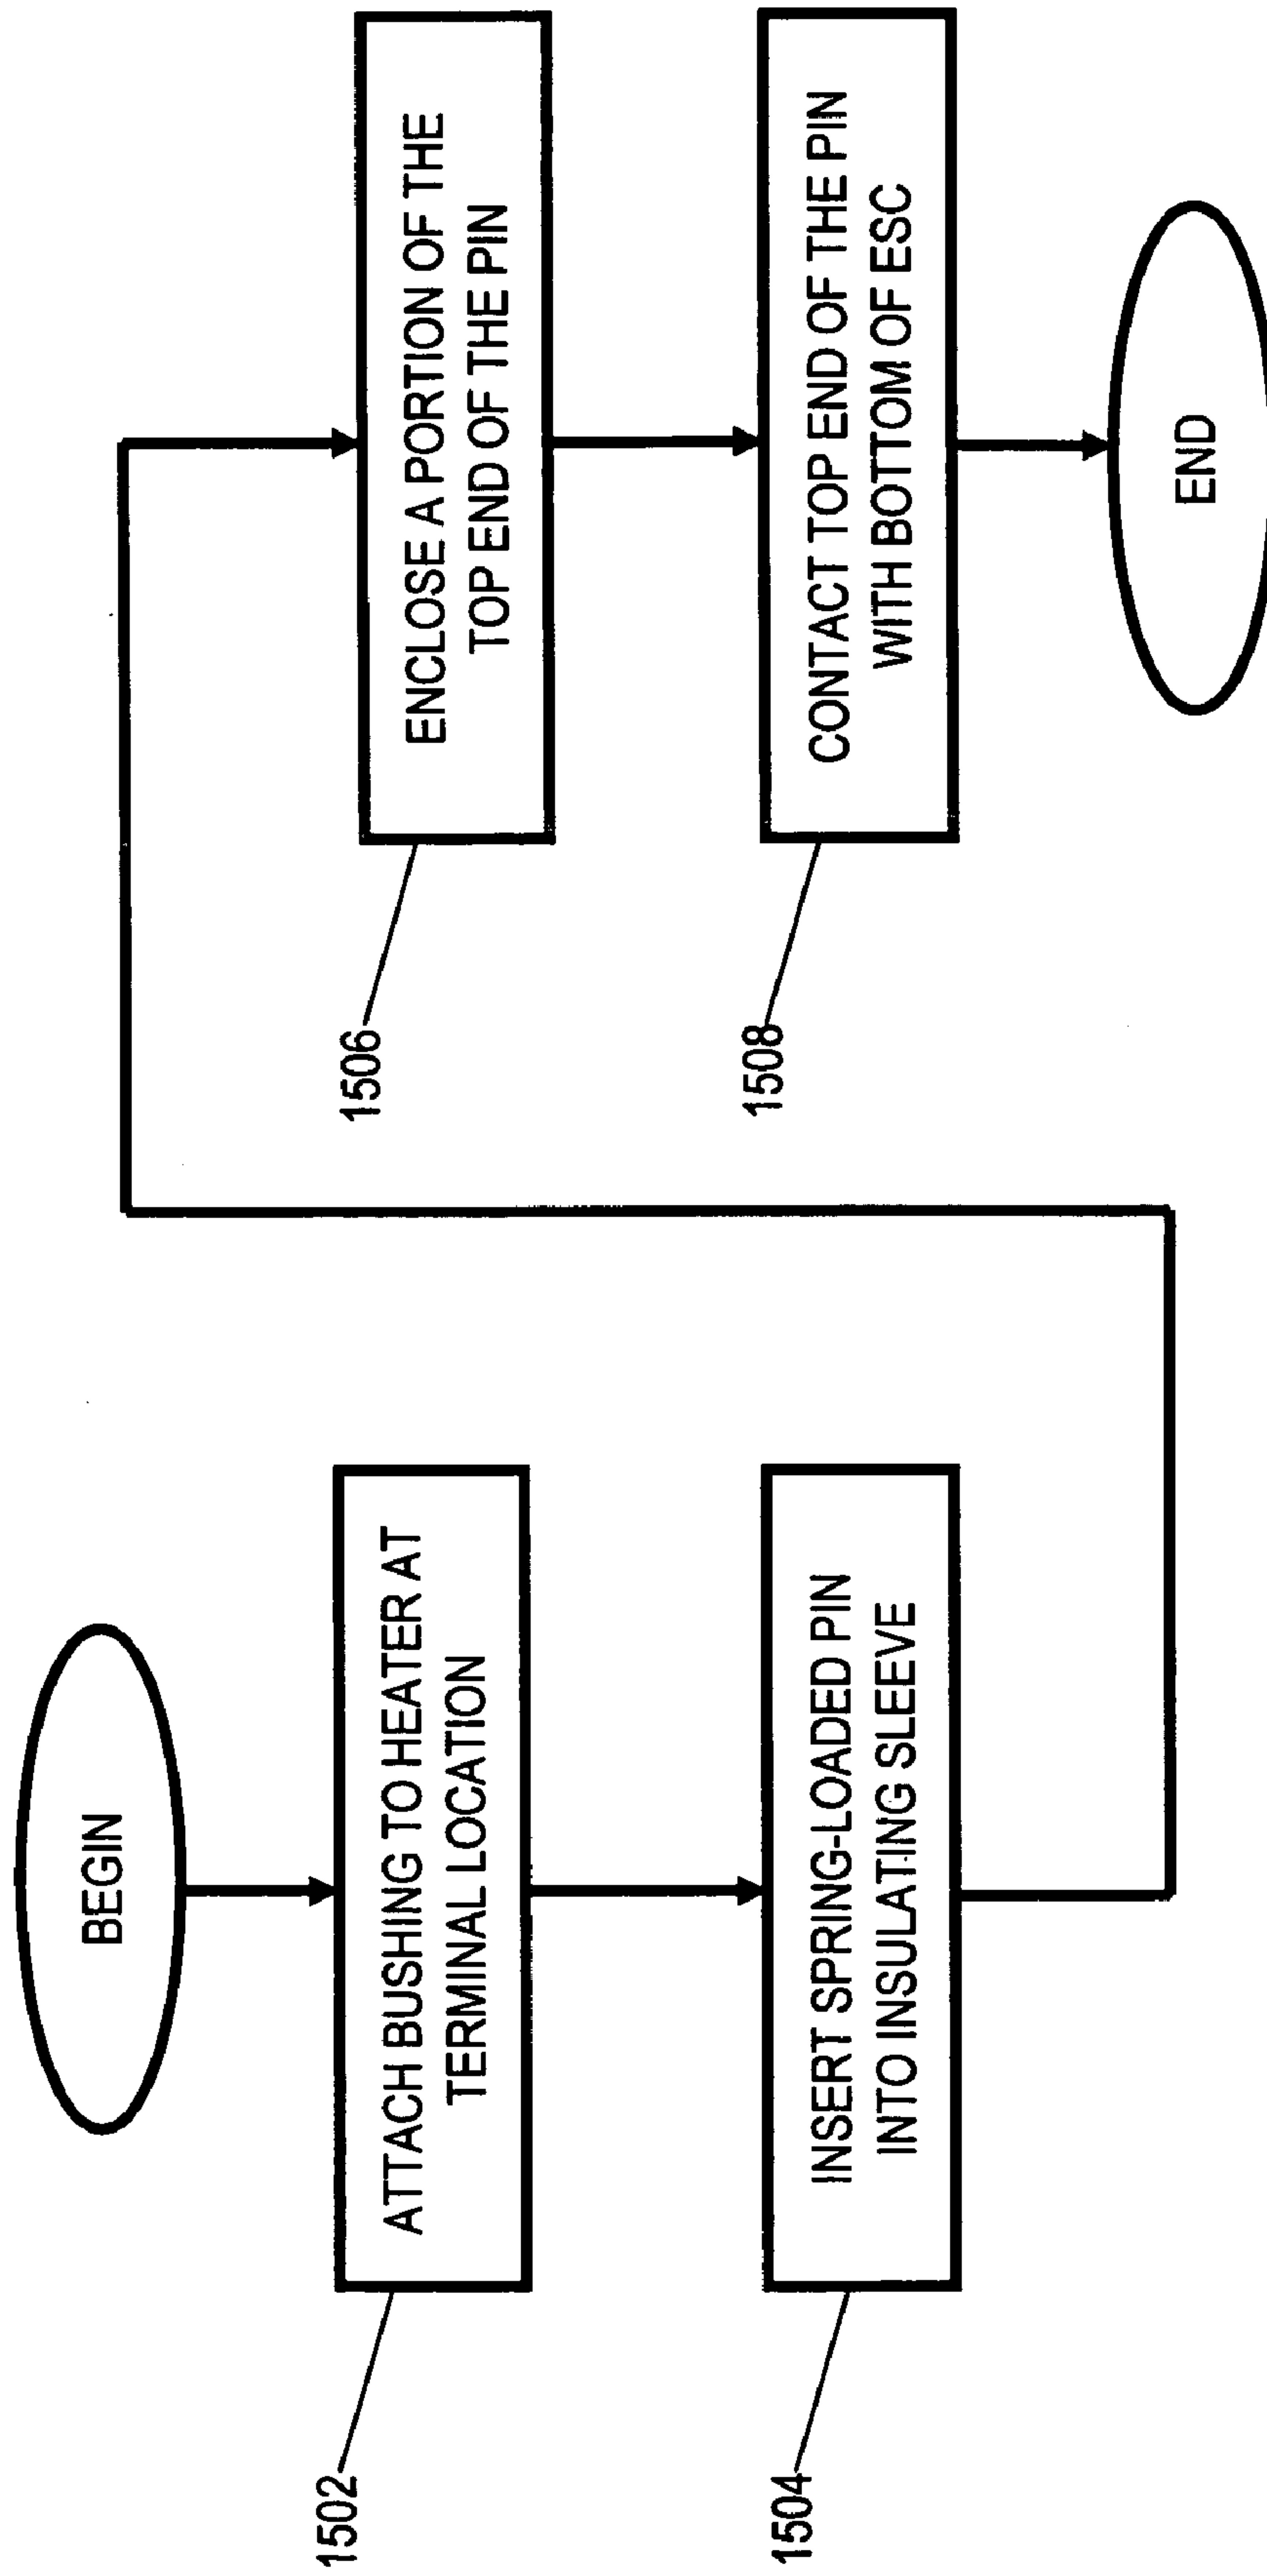 BEGIN
1502
ATTACH BUSHING TO HEATER AT
TERMINAL LOCATION
1504
INSERT SPRING-LOADED PIN
INTO INSULATING SLEEVE
1506
ENCLOSE A PORTION OF THE
TOP END OF THE PIN
1508
CONTACT TOP END OF THE PIN
WITH BOTTOM OF ESC
END